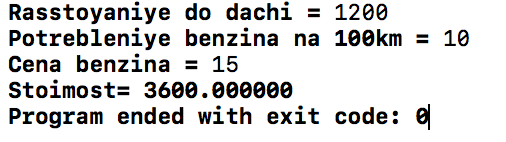 Rasstoyaniye do dachi = 1200
Potrebleniye benzina na 100km = 10
Cena benzina = 15
Stoimost= 3600.000000
Program ended with exit code: 0